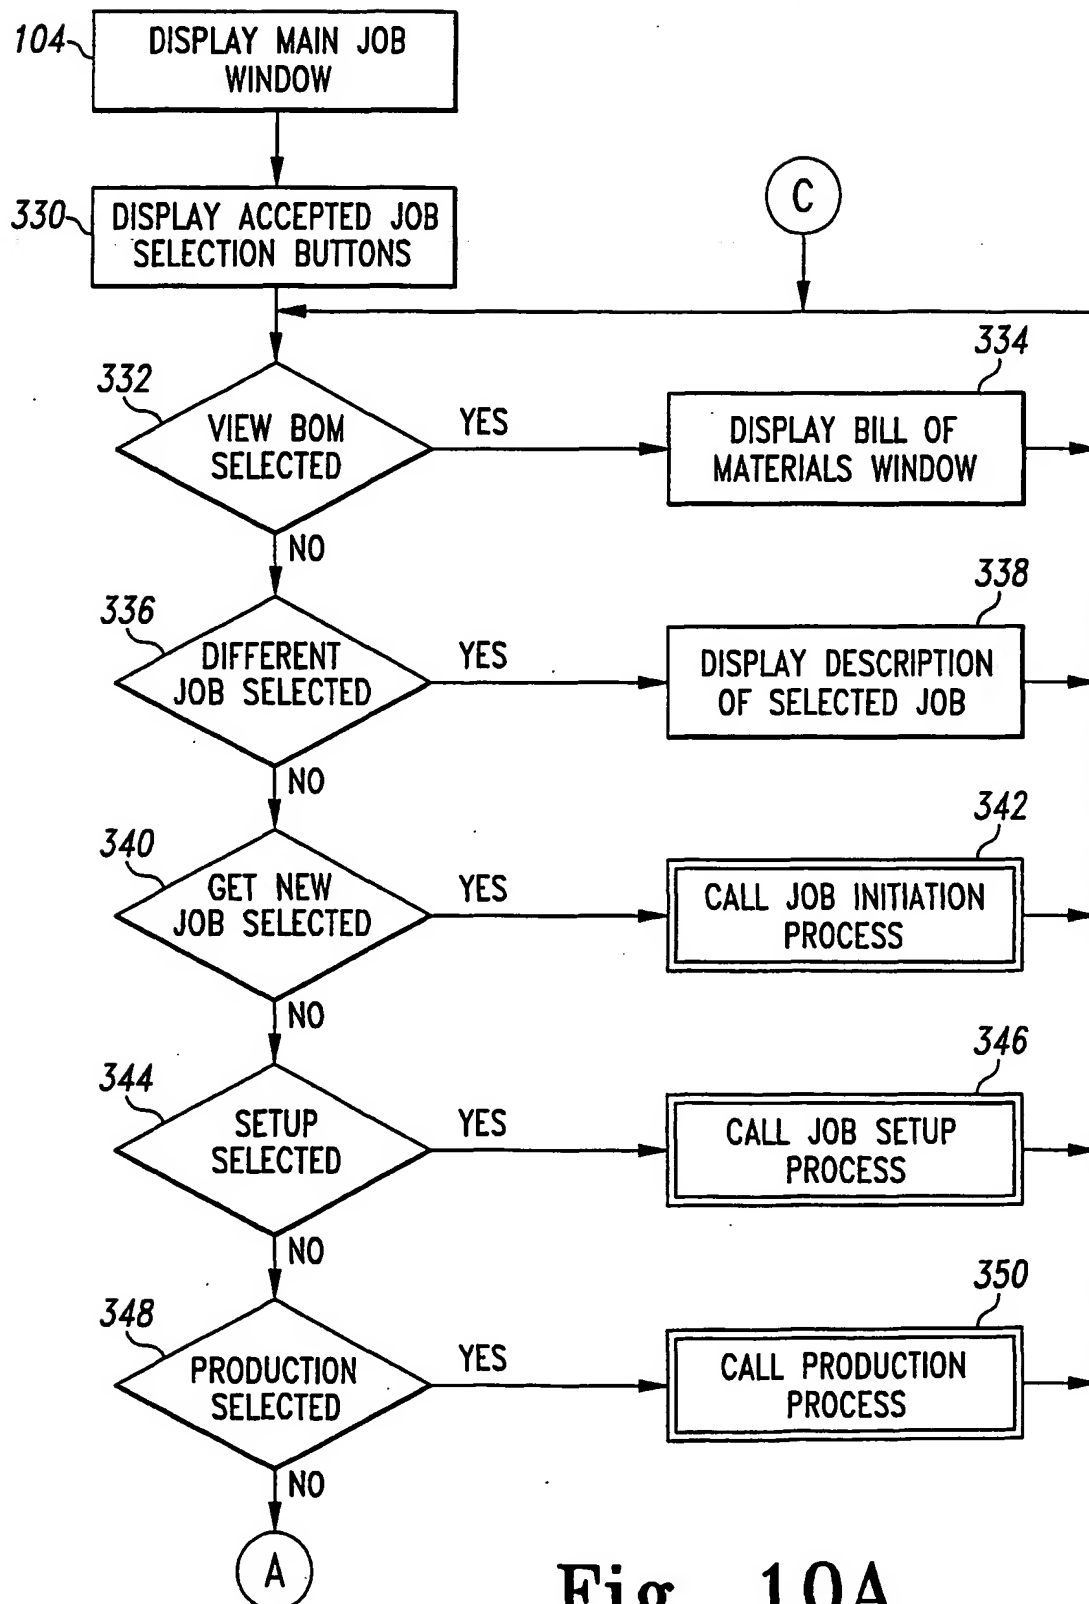 104
DISPLAY MAIN JOB
WINDOW
330
DISPLAY ACCEPTED JOB
SELECTION BUTTONS
C
332
VIEW BOM
SELECTED
YES
334
DISPLAY BILL OF
MATERIALS WINDOW
NO
336
DIFFERENT
JOB SELECTED
YES
338
DISPLAY DESCRIPTION
OF SELECTED JOB
NO
340
GET NEW
JOB SELECTED
YES
342
CALL JOB INITIATION
PROCESS
NO
344
SETUP
SELECTED
YES
346
CALL JOB SETUP
PROCESS
NO
348
PRODUCTION
SELECTED
YES
350
CALL PRODUCTION
PROCESS
NO
A
Fig. 10A